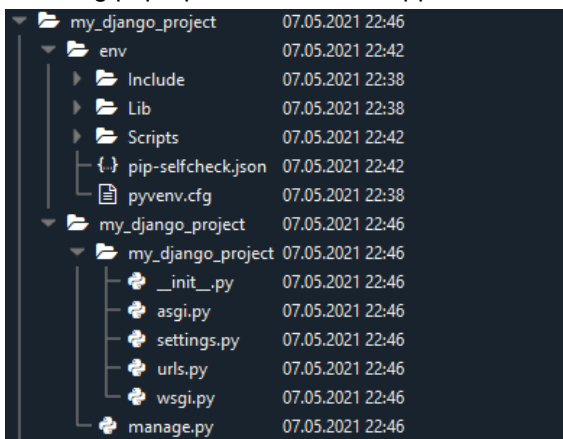 my_django_project 07.05.2021 22:46
env 07.05.2021 22:42
Include 07.05.2021 22:38
Lib 07.05.2021 22:38
Scripts 07.05.2021 22:42
pip-selfcheck.json 07.05.2021 22:42
pyvenv.cfg 07.05.2021 22:38
my_django_project 07.05.2021 22:46
my_django_project 07.05.2021 22:46
__init__.py 07.05.2021 22:46
asgi.py 07.05.2021 22:46
settings.py 07.05.2021 22:46
urls.py 07.05.2021 22:46
wsgi.py 07.05.2021 22:46
manage.py 07.05.2021 22:46